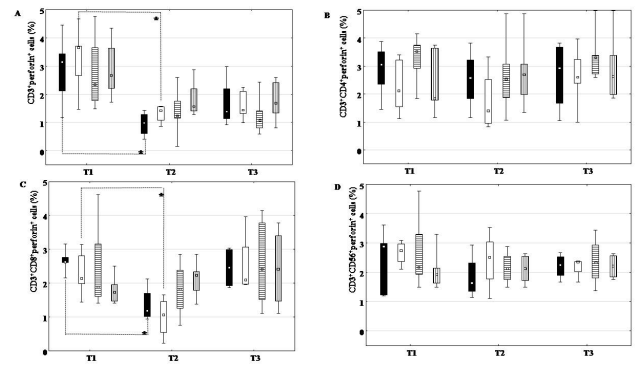 A
CD3⁺perforin⁺ cells (%)
5
4
3
2
1
0
*
*
T1 T2 T3
B
CD3⁺CD4⁺perforin⁺ cells (%)
5
4
3
2
1
0
T1 T2 T3
C
CD3⁺CD8⁺perforin⁺ cells (%)
5
4
3
2
1
0
*
*
T1 T2 T3
D
CD3⁺CD56⁺perforin⁺ cells (%)
5
4
3
2
1
0
T1 T2 T3